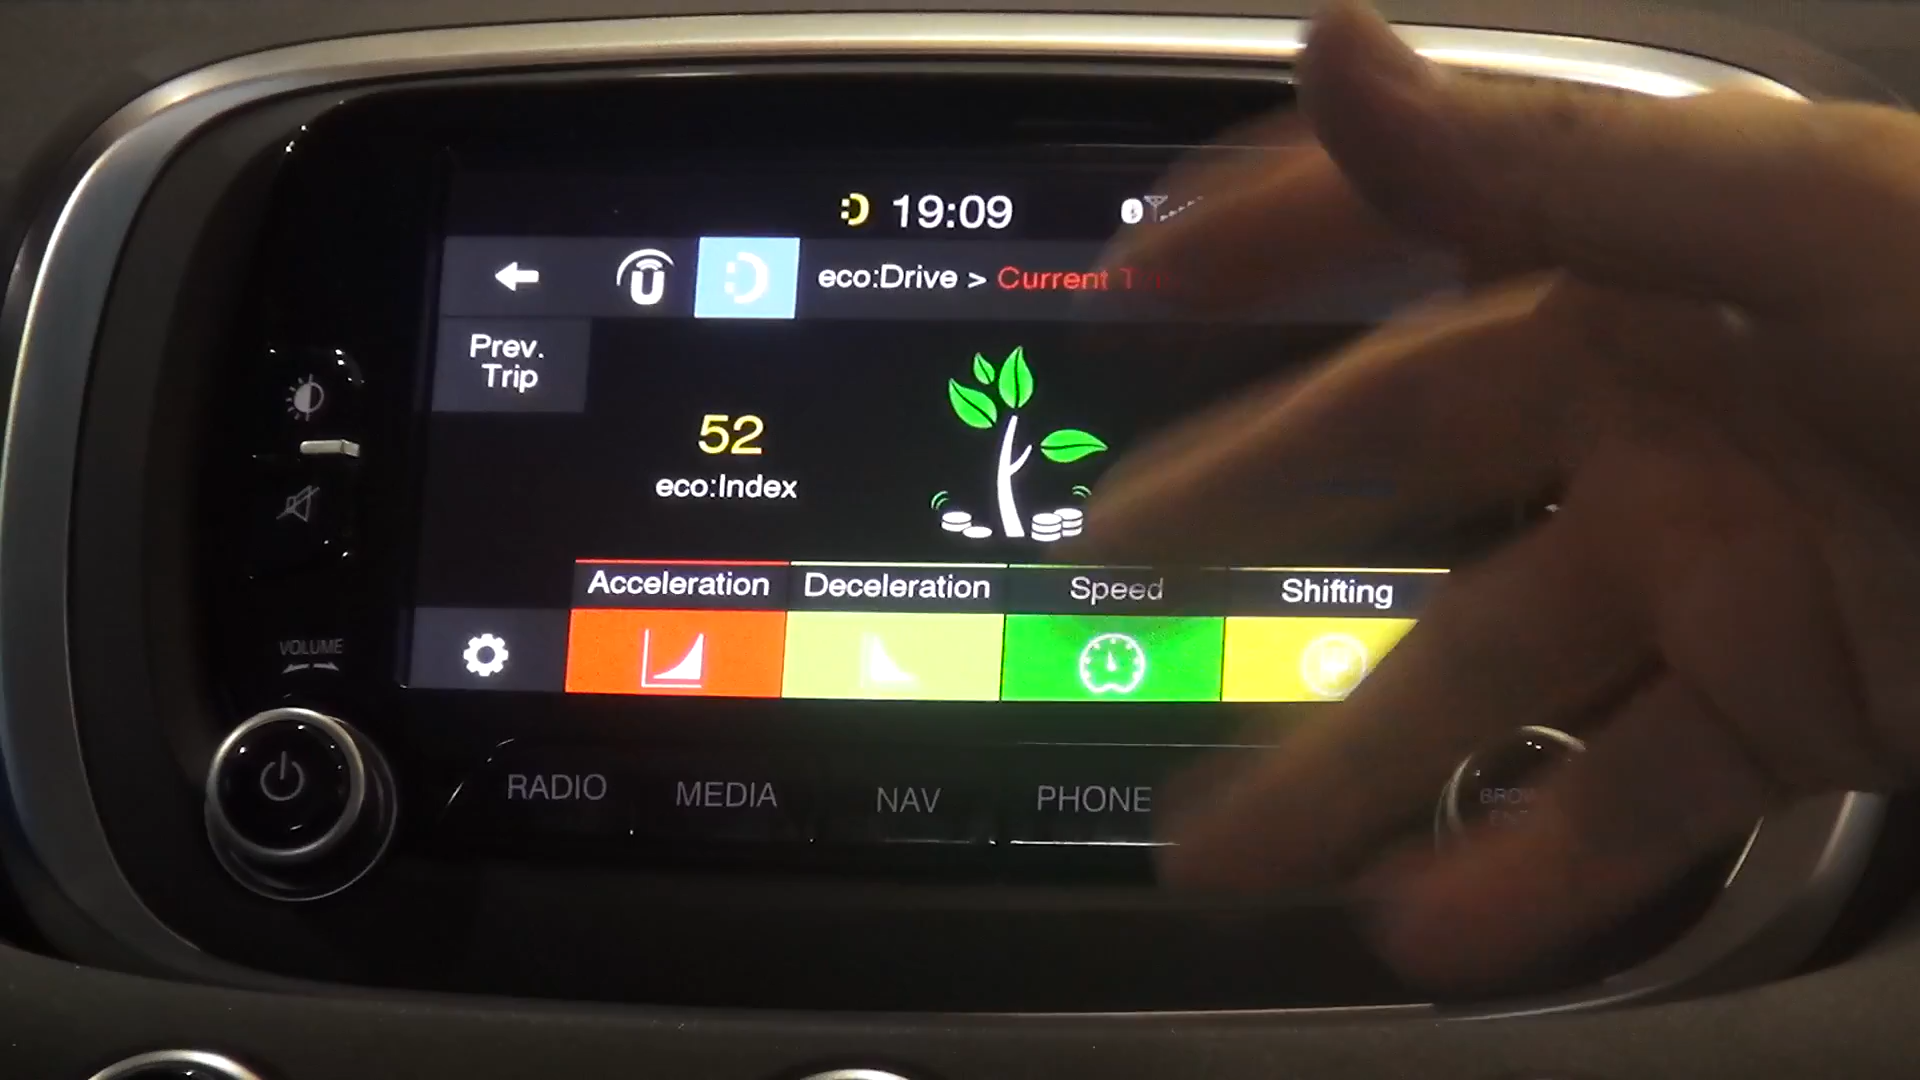 19:09
eco:Drive > Current
Prev.
Trip
52
eco:Index
Acceleration Deceleration Speed Shifting
VOLUME
RADIO MEDIA NAV PHONE